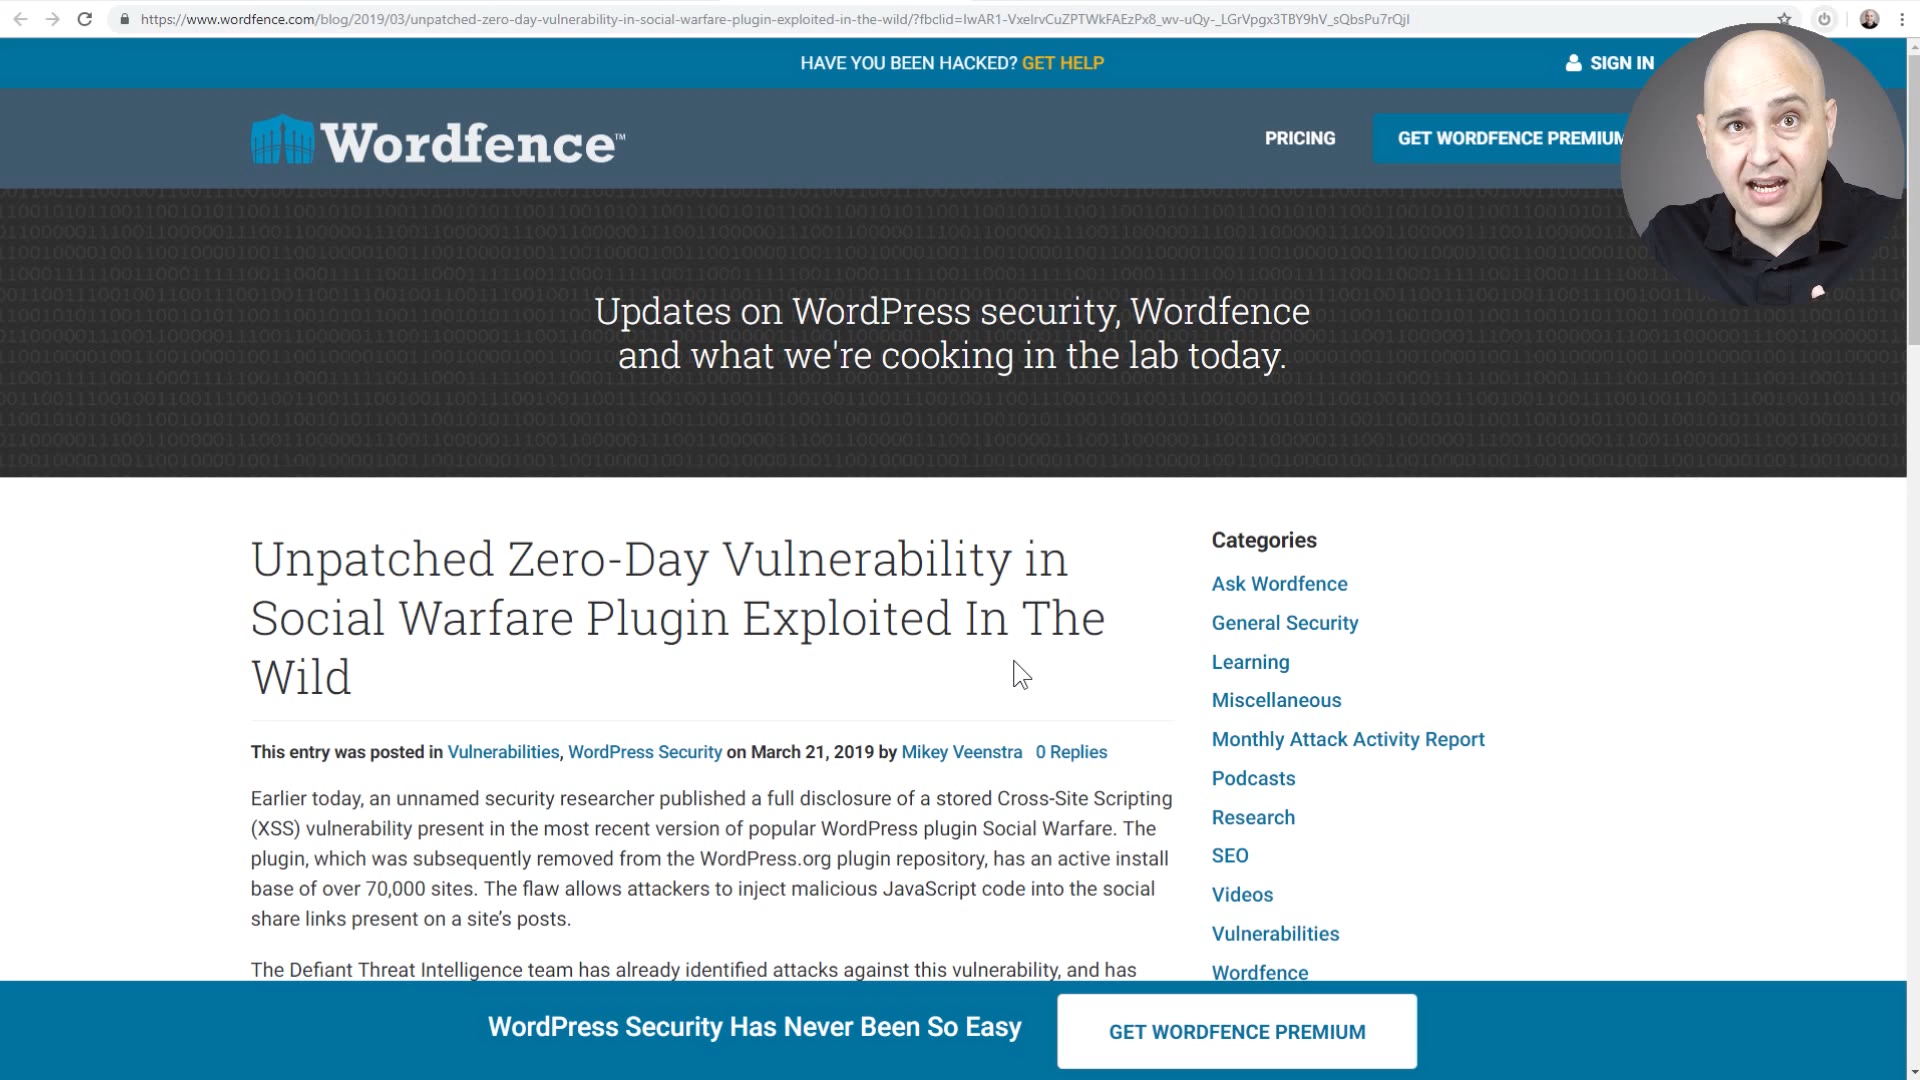 https://www.wordfence.com/blog/2019/03/unpatched-zero-day-vulnerability-in-social-warfare-plugin-exploited-in-the-wild/?fbclid=IwAR1-VxelrvCuZPTWkFAEzPx8_wv-uQy-_LGrVpgx3TBY9hV_sQbsPu7rQjI
HAVE YOU BEEN HACKED? GET HELP
SIGN IN
Wordfence™
PRICING
GET WORDFENCE PREMIUM
Updates on WordPress security, Wordfence
and what we're cooking in the lab today.
Unpatched Zero-Day Vulnerability in
Social Warfare Plugin Exploited In The
Wild
This entry was posted in Vulnerabilities, WordPress Security on March 21, 2019 by Mikey Veenstra 0 Replies
Earlier today, an unnamed security researcher published a full disclosure of a stored Cross-Site Scripting
(XSS) vulnerability present in the most recent version of popular WordPress plugin Social Warfare. The
plugin, which was subsequently removed from the WordPress.org plugin repository, has an active install
base of over 70,000 sites. The flaw allows attackers to inject malicious JavaScript code into the social
share links present on a site's posts.
The Defiant Threat Intelligence team has already identified attacks against this vulnerability, and has
Categories
Ask Wordfence
General Security
Learning
Miscellaneous
Monthly Attack Activity Report
Podcasts
Research
SEO
Videos
Vulnerabilities
Wordfence
WordPress Security Has Never Been So Easy
GET WORDFENCE PREMIUM